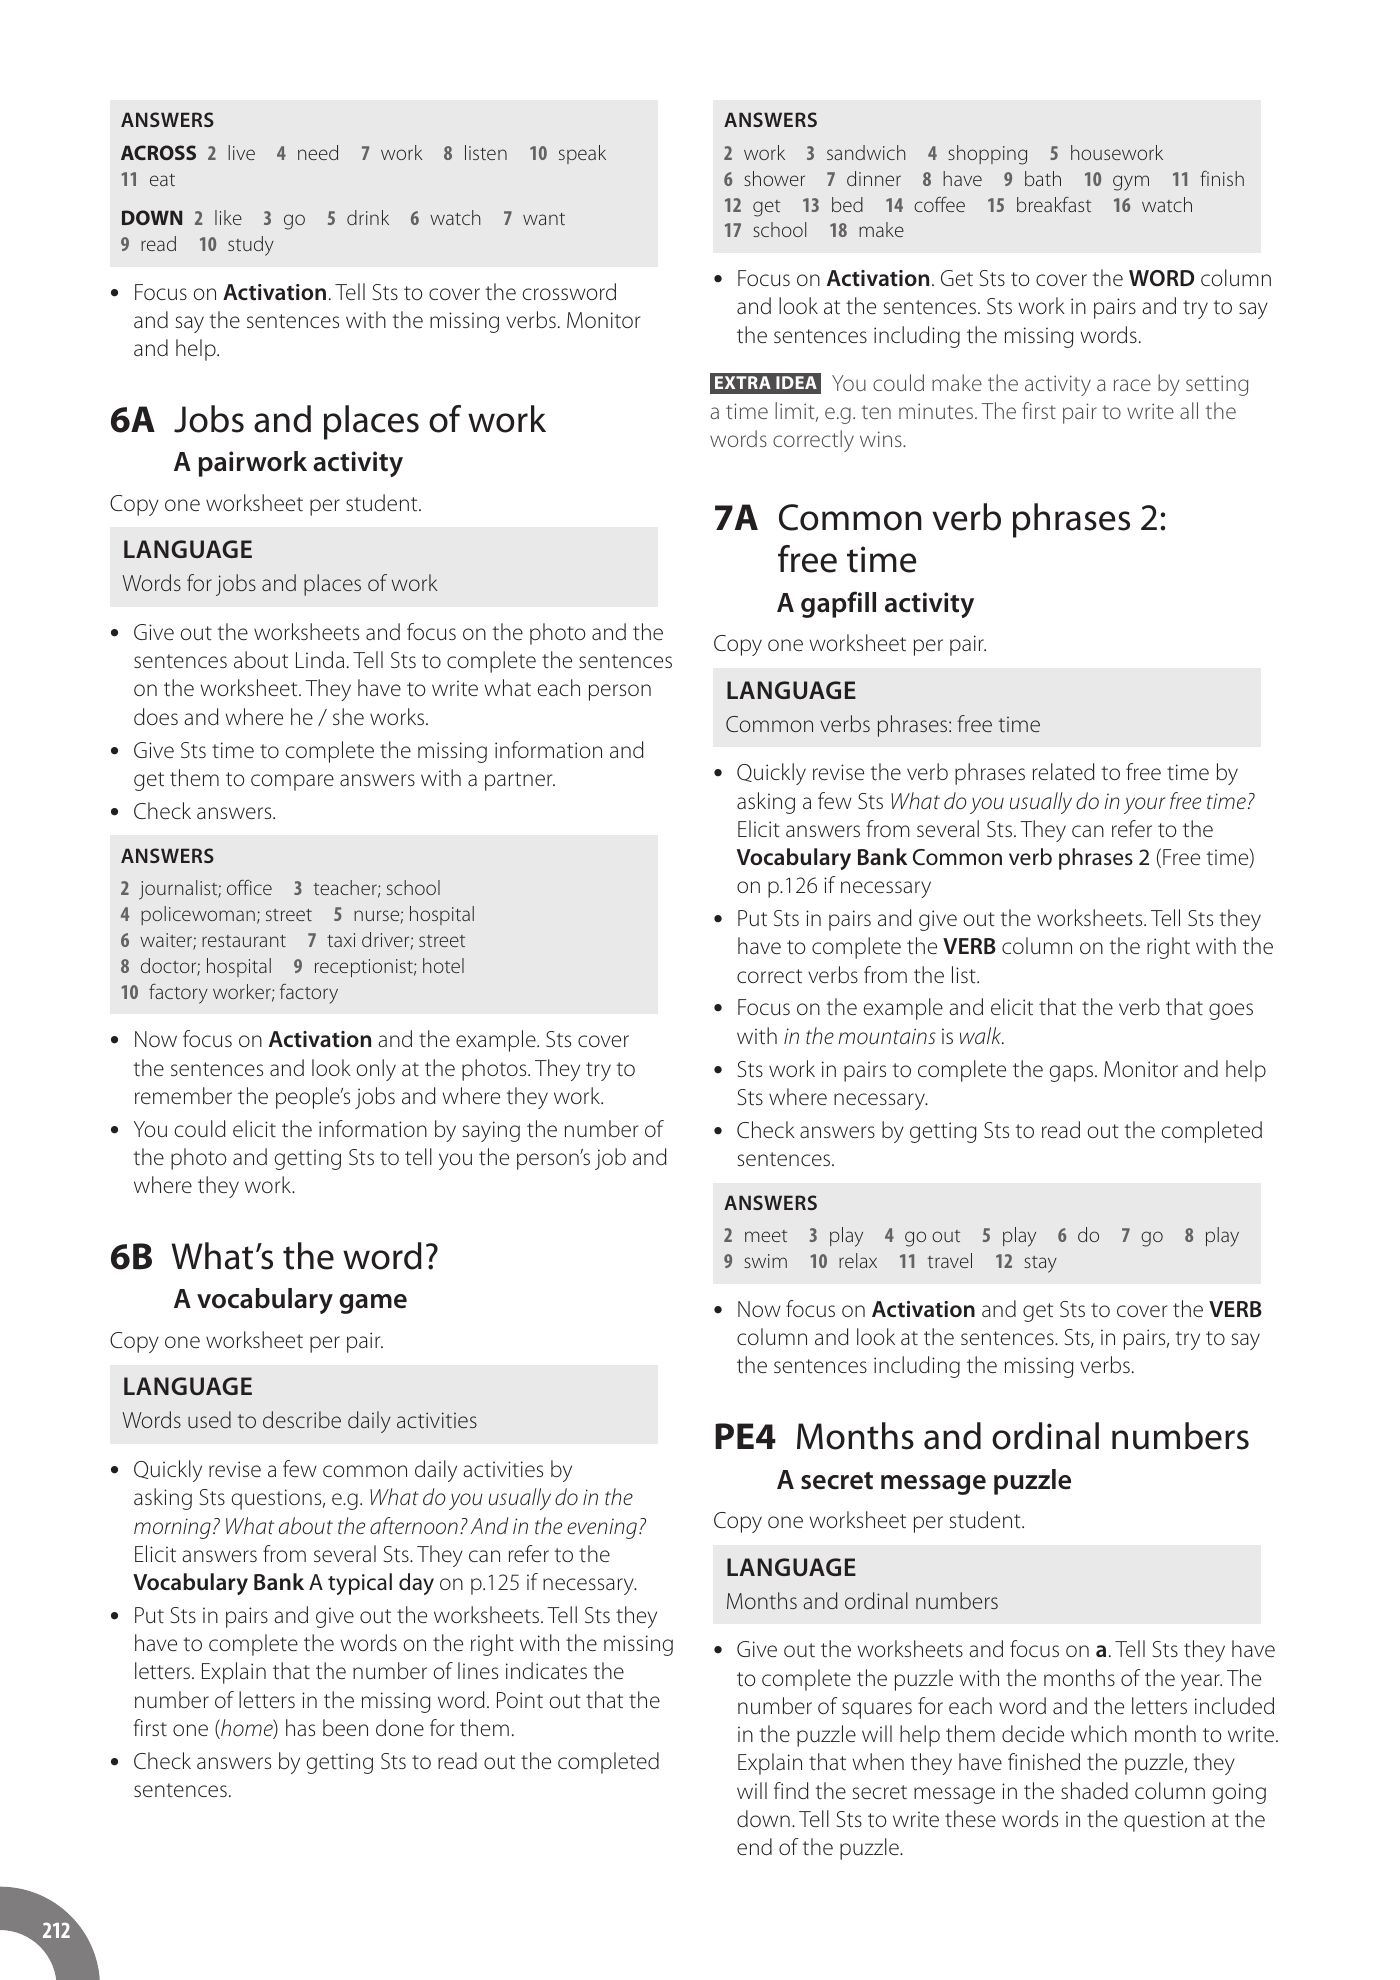 ANSWERS
ACROSS 2 live 4 need 7 work 8 listen 10 speak
11 eat
DOWN 2 like 3 go 5 drink 6 watch 7 want
9 read 10 study
• Focus on Activation. Tell Sts to cover the crossword
and say the sentences with the missing verbs. Monitor
and help.
6A Jobs and places of work
A pairwork activity
Copy one worksheet per student.
LANGUAGE
Words for jobs and places of work
• Give out the worksheets and focus on the photo and the
sentences about Linda. Tell Sts to complete the sentences
on the worksheet. They have to write what each person
does and where he / she works.
• Give Sts time to complete the missing information and
get them to compare answers with a partner.
• Check answers.
ANSWERS
2 journalist; office 3 teacher; school
4 policewoman; street 5 nurse; hospital
6 waiter; restaurant 7 taxi driver; street
8 doctor; hospital 9 receptionist; hotel
10 factory worker; factory
• Now focus on Activation and the example. Sts cover
the sentences and look only at the photos. They try to
remember the people's jobs and where they work.
• You could elicit the information by saying the number of
the photo and getting Sts to tell you the person's job and
where they work.
6B What's the word?
A vocabulary game
Copy one worksheet per pair.
LANGUAGE
Words used to describe daily activities
• Quickly revise a few common daily activities by
asking Sts questions, e.g. What do you usually do in the
morning? What about the afternoon? And in the evening?
Elicit answers from several Sts. They can refer to the
Vocabulary Bank A typical day on p.125 if necessary.
• Put Sts in pairs and give out the worksheets. Tell Sts they
have to complete the words on the right with the missing
letters. Explain that the number of lines indicates the
number of letters in the missing word. Point out that the
first one (home) has been done for them.
• Check answers by getting Sts to read out the completed
sentences.
ANSWERS
2 work 3 sandwich 4 shopping 5 housework
6 shower 7 dinner 8 have 9 bath 10 gym 11 finish
12 get 13 bed 14 coffee 15 breakfast 16 watch
17 school 18 make
• Focus on Activation. Get Sts to cover the WORD column
and look at the sentences. Sts work in pairs and try to say
the sentences including the missing words.
EXTRA IDEA You could make the activity a race by setting
a time limit, e.g. ten minutes. The first pair to write all the
words correctly wins.
7A Common verb phrases 2:
free time
A gapfill activity
Copy one worksheet per pair.
LANGUAGE
Common verbs phrases: free time
• Quickly revise the verb phrases related to free time by
asking a few Sts What do you usually do in your free time?
Elicit answers from several Sts. They can refer to the
Vocabulary Bank Common verb phrases 2 (Free time)
on p.126 if necessary
• Put Sts in pairs and give out the worksheets. Tell Sts they
have to complete the VERB column on the right with the
correct verbs from the list.
• Focus on the example and elicit that the verb that goes
with in the mountains is walk.
• Sts work in pairs to complete the gaps. Monitor and help
Sts where necessary.
• Check answers by getting Sts to read out the completed
sentences.
ANSWERS
2 meet 3 play 4 go out 5 play 6 do 7 go 8 play
9 swim 10 relax 11 travel 12 stay
• Now focus on Activation and get Sts to cover the VERB
column and look at the sentences. Sts, in pairs, try to say
the sentences including the missing verbs.
PE4 Months and ordinal numbers
A secret message puzzle
Copy one worksheet per student.
LANGUAGE
Months and ordinal numbers
• Give out the worksheets and focus on a. Tell Sts they have
to complete the puzzle with the months of the year. The
number of squares for each word and the letters included
in the puzzle will help them decide which month to write.
Explain that when they have finished the puzzle, they
will find the secret message in the shaded column going
down. Tell Sts to write these words in the question at the
end of the puzzle.
212